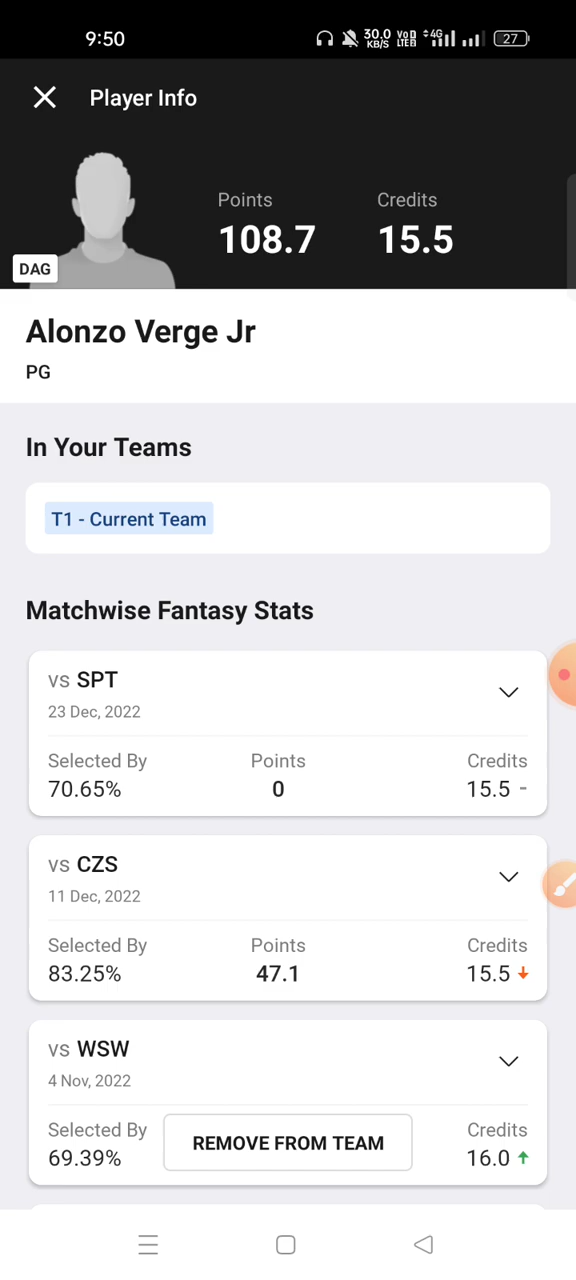 9:50
30.0 KB/S
VoD LTE
4G
27
Player Info
Points
Credits
108.7
15.5
DAG
Alonzo Verge Jr
PG
In Your Teams
T1 - Current Team
Matchwise Fantasy Stats
vs SPT
23 Dec, 2022
Selected By
Points
Credits
70.65%
0
15.5 -
vs CZS
11 Dec, 2022
Selected By
Points
Credits
83.25%
47.1
15.5
vs WSW
4 Nov, 2022
Selected By
Credits
REMOVE FROM TEAM
69.39%
16.0